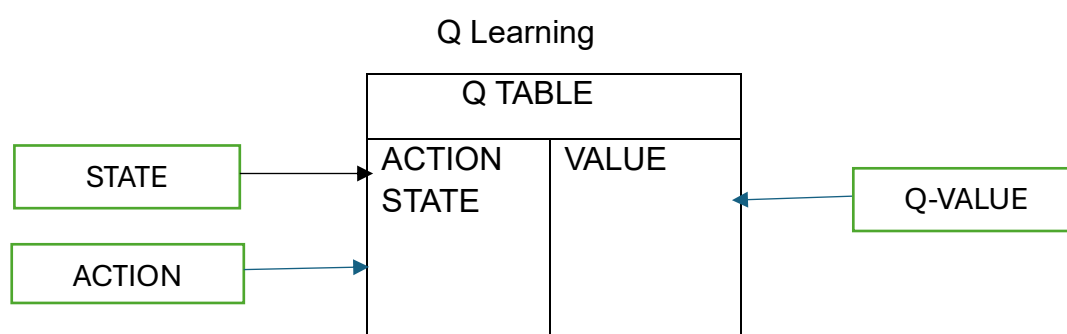 Q Learning
Q TABLE
STATE
ACTION
STATE
VALUE
Q-VALUE
ACTION